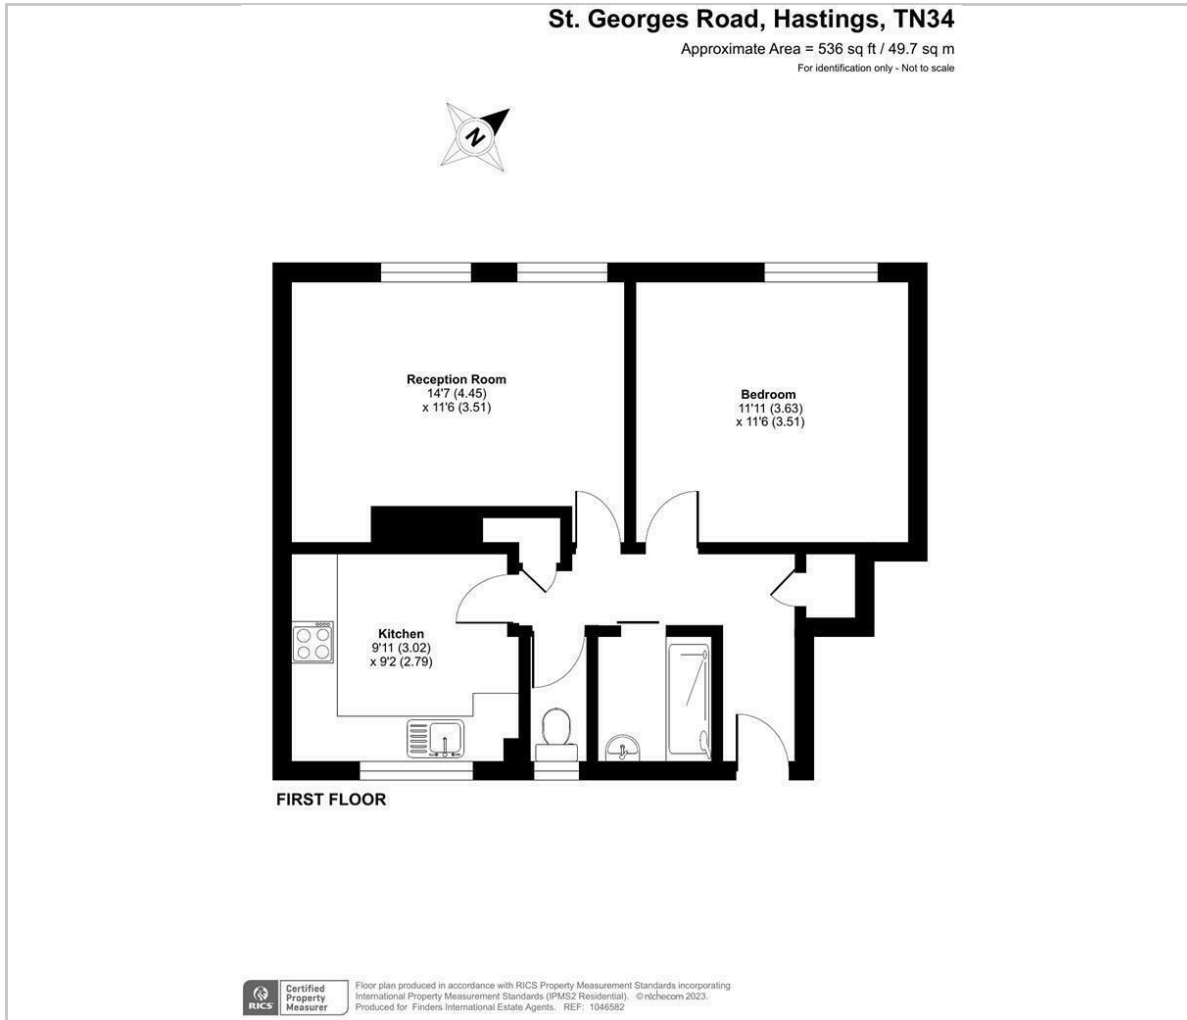 St. Georges Road, Hastings, TN34
Approximate Area = 536 sq ft / 49.7 sq m
For identification only - Not to scale
N
Reception Room
14'7 (4.45)
x 11'6 (3.51)
Bedroom
11'11 (3.63)
x 11'6 (3.51)
Kitchen
9'11 (3.02)
x 9'2 (2.79)
FIRST FLOOR
RICS
Certified
Property
Measurer
Floor plan produced in accordance with RICS Property Measurement Standards incorporating
International Property Measurement Standards (IPMS2 Residential). ©ntchecom 2023.
Produced for Finders International Estate Agents. REF: 1046582